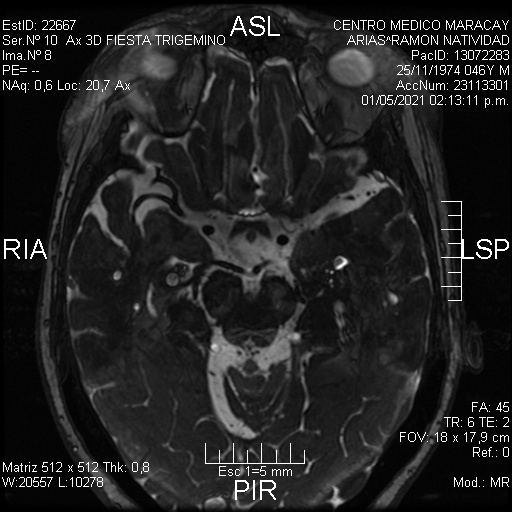 EstID: 22667
Ser.Nº 10 Ax 3D FIESTA TRIGEMINO
Ima.Nº 8
PE= --
NAq: 0,6 Loc: 20,7 Ax
ASL
CENTRO MEDICO MARACAY
ARIAS^RAMON NATIVIDAD
PacID: 13072283
25/11/1974 046Y M
AccNum: 23113301
01/05/2021 02:13:11 p.m.
RIA
LSP
Matriz 512 x 512 Thk: 0,8
W:20557 L:10278
Esc 1=5 mm
PIR
FA: 45
TR: 6 TE: 2
FOV: 18 x 17,9 cm
Ref.: 0
Mod.: MR